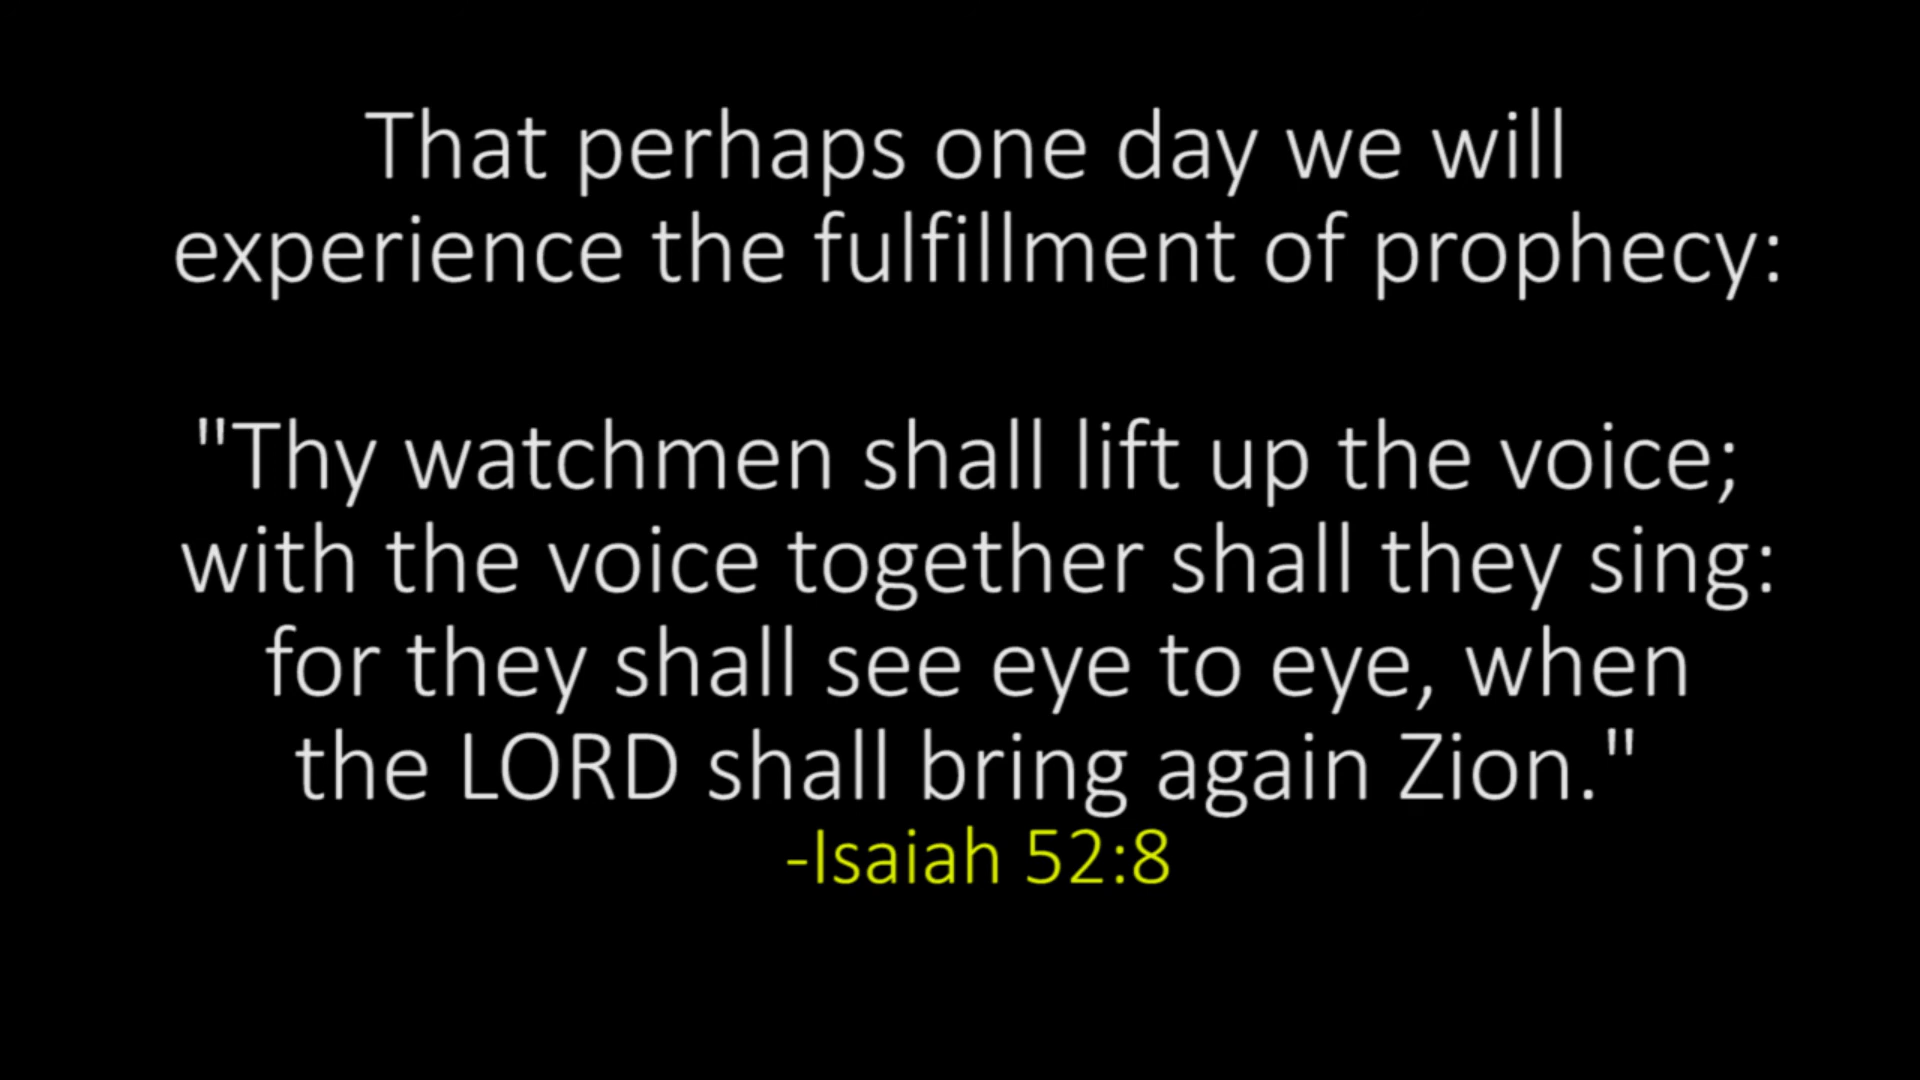 That perhaps one day we will
experience the fulfillment of prophecy:
"Thy watchmen shall lift up the voice;
with the voice together shall they sing:
for they shall see eye to eye, when
the LORD shall bring again Zion."
-Isaiah 52:8